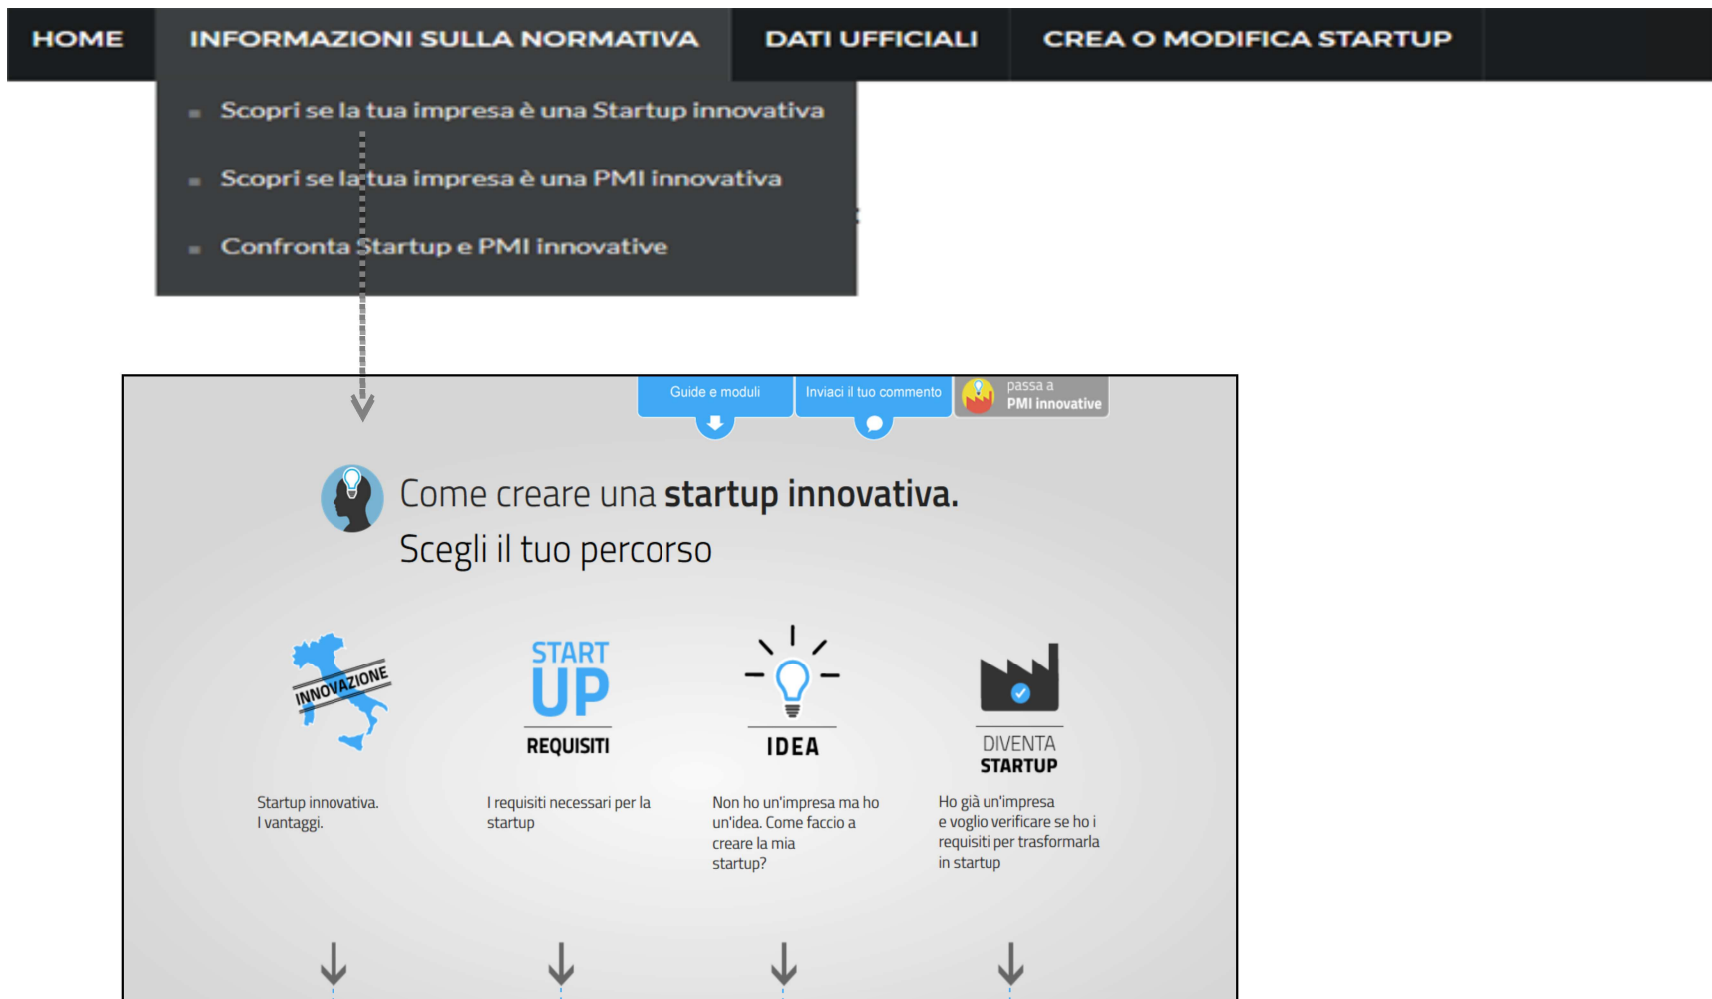 HOME INFORMAZIONI SULLA NORMATIVA DATI UFFICIALI CREA O MODIFICA STARTUP
Scopri se la tua impresa è una Startup innovativa
Scopri se la tua impresa è una PMI innovativa
Confronta Startup e PMI innovative
Guide e moduli
Inviaci il tuo commento
passa a
PMI innovative
Come creare una startup innovativa.
Scegli il tuo percorso
INNOVAZIONE
Startup innovativa.
I vantaggi.
START
UP
REQUISITI
I requisiti necessari per la
startup
IDEA
Non ho un'impresa ma ho
un'idea. Come faccio a
creare la mia
startup?
DIVENTA
STARTUP
Ho già un'impresa
e voglio verificare se ho i
requisiti per trasformarla
in startup